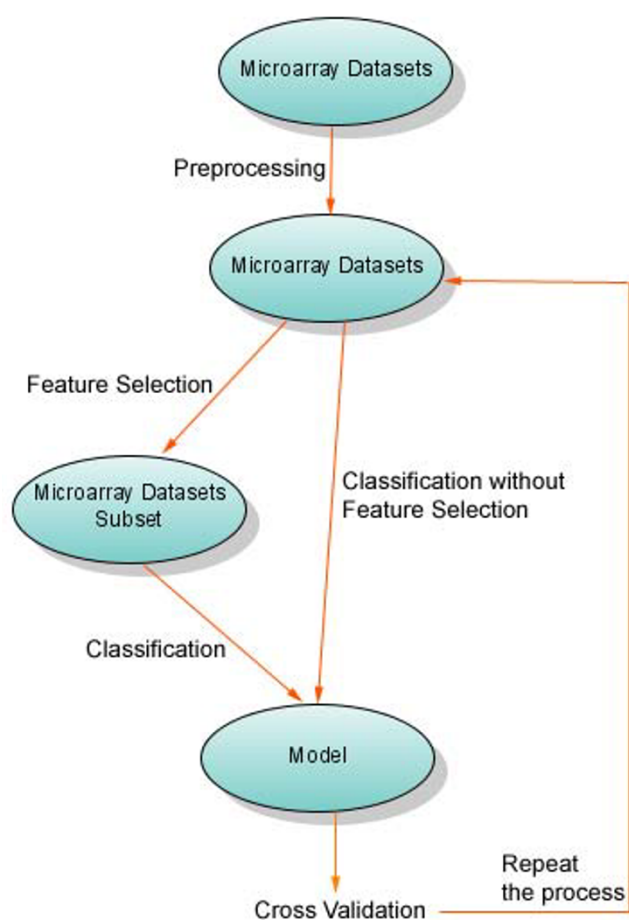 Microarray Datasets
Preprocessing
Microarray Datasets
Feature Selection
Microarray Datasets
Subset
Classification without
Feature Selection
Classification
Model
Repeat
the process
Cross Validation